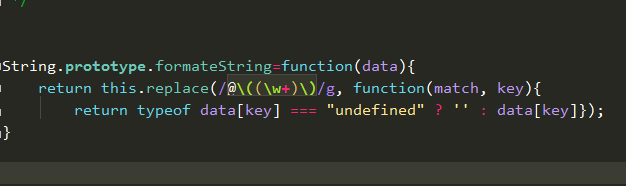 */
String.prototype.formateString=function(data){
return this.replace(/@\((\w+)\)/g, function(match, key){
return typeof data[key] === "undefined" ? '' : data[key]});
}